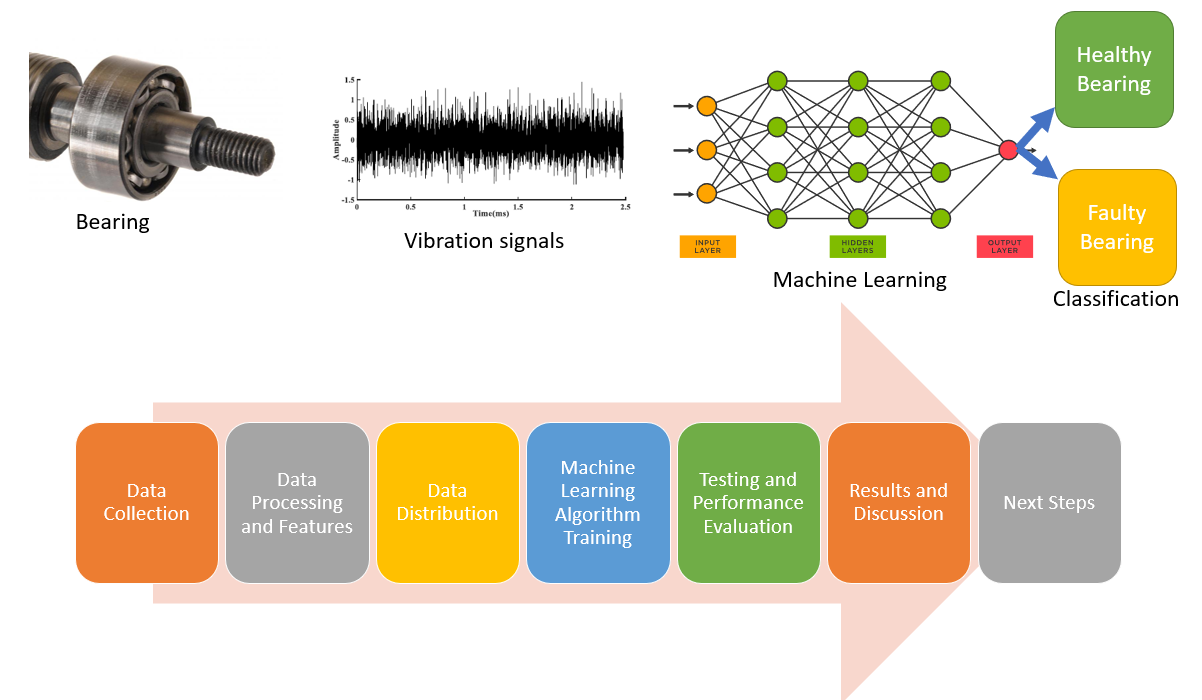 Healthy
Bearing
1.5
1
0.5
0
-0.5
-1
-1.5
Amplitude
0
0.5
1
1.5
2
2.5
Time(ms)
Bearing
Vibration signals
INPUT
LAYER
HIDDEN
LAYERS
OUTPUT
LAYER
Machine Learning
Faulty
Bearing
Classification
Data
Collection
Data
Processing
and Features
Data
Distribution
Machine
Learning
Algorithm
Training
Testing and
Performance
Evaluation
Results and
Discussion
Next Steps